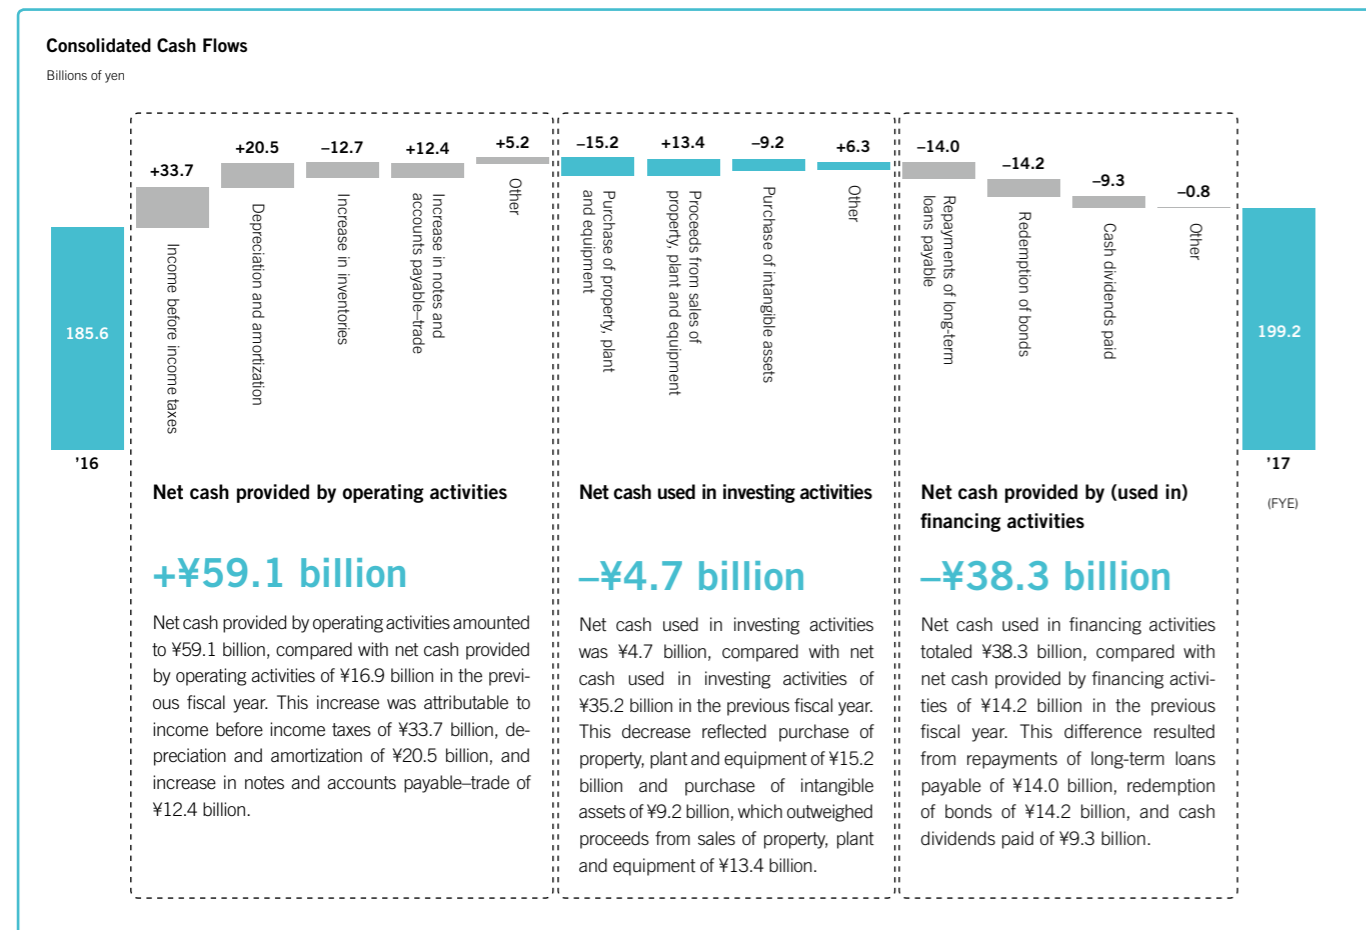 Consolidated Cash Flows
Billions of yen
185.6
’16
+33.7
Income before income taxes
+20.5
Depreciation and amortization
–12.7
Increase in inventories
+12.4
Increase in notes and
accounts payable–trade
+5.2
Other
–15.2
Purchase of property, plant
and equipment
+13.4
Proceeds from sales of
property, plant and equipment
–9.2
Purchase of intangible assets
+6.3
Other
–14.0
Repayments of long-term
loans payable
–14.2
Redemption of bonds
–9.3
Cash dividends paid
–0.8
Other
199.2
’17
(FYE)
Net cash provided by operating activities
+¥59.1 billion
Net cash provided by operating activities amounted
to ¥59.1 billion, compared with net cash provided
by operating activities of ¥16.9 billion in the previ-
ous fiscal year. This increase was attributable to
income before income taxes of ¥33.7 billion, de-
preciation and amortization of ¥20.5 billion, and
increase in notes and accounts payable–trade of
¥12.4 billion.
Net cash used in investing activities
–¥4.7 billion
Net cash used in investing activities
was ¥4.7 billion, compared with net
cash used in investing activities of
¥35.2 billion in the previous fiscal year.
This decrease reflected purchase of
property, plant and equipment of ¥15.2
billion and purchase of intangible
assets of ¥9.2 billion, which outweighed
proceeds from sales of property, plant
and equipment of ¥13.4 billion.
Net cash provided by (used in)
financing activities
–¥38.3 billion
Net cash used in financing activities
totaled ¥38.3 billion, compared with
net cash provided by financing activi-
ties of ¥14.2 billion in the previous
fiscal year. This difference resulted
from repayments of long-term loans
payable of ¥14.0 billion, redemption
of bonds of ¥14.2 billion, and cash
dividends paid of ¥9.3 billion.